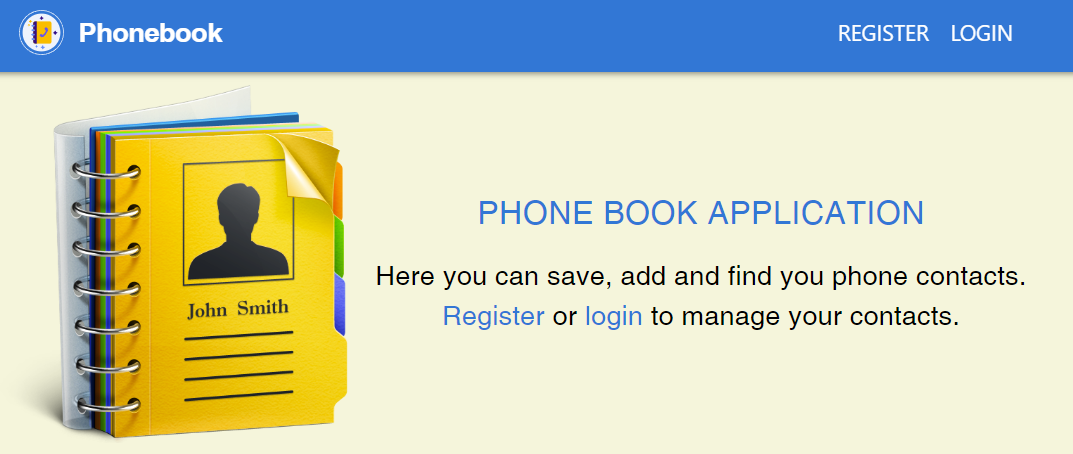 Phonebook
REGISTER LOGIN
PHONE BOOK APPLICATION
Here you can save, add and find you phone contacts.
Register or login to manage your contacts.
John Smith